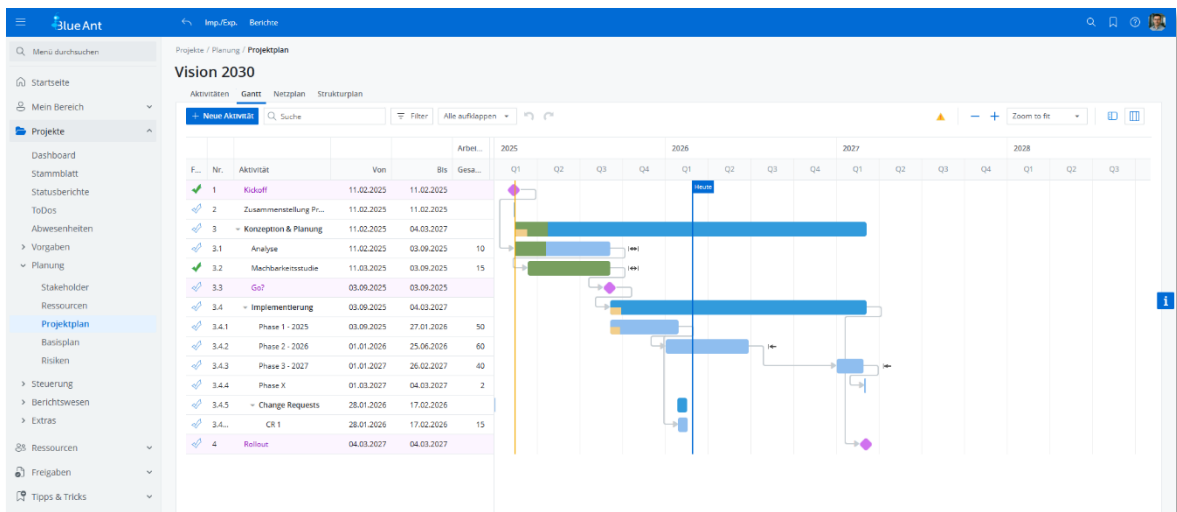 Blue Ant
Imp./Exp. Berichte
Menü durchsuchen
Startseite
Mein Bereich
Projekte
Dashboard
Stammblatt
Statusberichte
ToDos
Abwesenheiten
Vorgaben
Planung
Stakeholder
Ressourcen
Projektplan
Basisplan
Risiken
Steuerung
Berichtswesen
Extras
Ressourcen
Freigaben
Tipps & Tricks
Projekte / Planung / Projektplan
Vision 2030
Aktivitäten Gantt Netzplan Strukturplan
+ Neue Aktivität Suche Filter Alle aufklappen Zoom to fit
Arbei... 2025 2026 2027 2028
F... Nr. Aktivität Von Bis Gesa... Q1 Q2 Q3 Q4 Q1 Q2 Q3 Q4 Q1 Q2 Q3 Q4 Q1 Q2 Q3
1 Kickoff 11.02.2025 11.02.2025 Heute
2 Zusammenstellung Pr... 11.02.2025 11.02.2025
3 Konzeption & Planung 11.02.2025 04.03.2027
3.1 Analyse 11.02.2025 03.09.2025 10
3.2 Machbarkeitsstudie 11.03.2025 03.09.2025 15
3.3 Go? 03.09.2025 03.09.2025
3.4 Implementierung 03.09.2025 04.03.2027
3.4.1 Phase 1 - 2025 03.09.2025 27.01.2026 50
3.4.2 Phase 2 - 2026 01.01.2026 25.06.2026 60
3.4.3 Phase 3 - 2027 01.01.2027 26.02.2027 40
3.4.4 Phase X 01.03.2027 04.03.2027 2
3.4.5 Change Requests 28.01.2026 17.02.2026
3.4... CR 1 28.01.2026 17.02.2026 15
4 Rollout 04.03.2027 04.03.2027
i